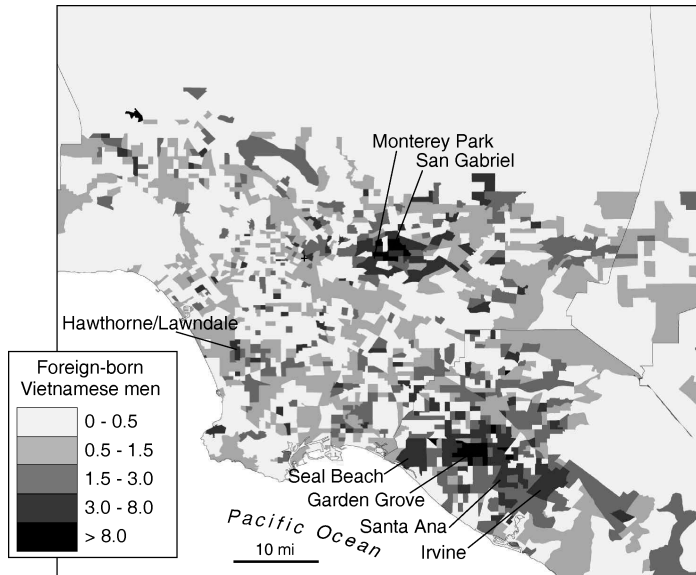 Monterey Park
San Gabriel
Hawthorne/Lawndale
Foreign-born
Vietnamese men
0 - 0.5
0.5 - 1.5
1.5 - 3.0
3.0 - 8.0
> 8.0
Seal Beach
Garden Grove
Santa Ana
Irvine
Pacific Ocean
10 mi